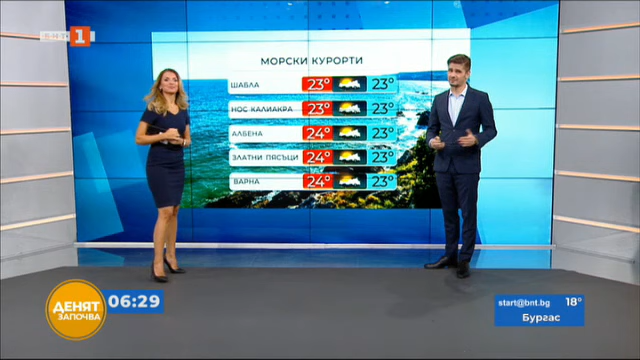 БНТ 1
МОРСКИ КУРОРТИ
ШАБЛА 23° 23°
НОС КАЛИАКРА 23° 23°
АЛБЕНА 24° 23°
ЗЛАТНИ ПЯСЪЦИ 24° 23°
ВАРНА 24° 23°
ДЕНЯТ
ЗАПОЧВА
06:29
start@bnt.bg 18°
Бургас